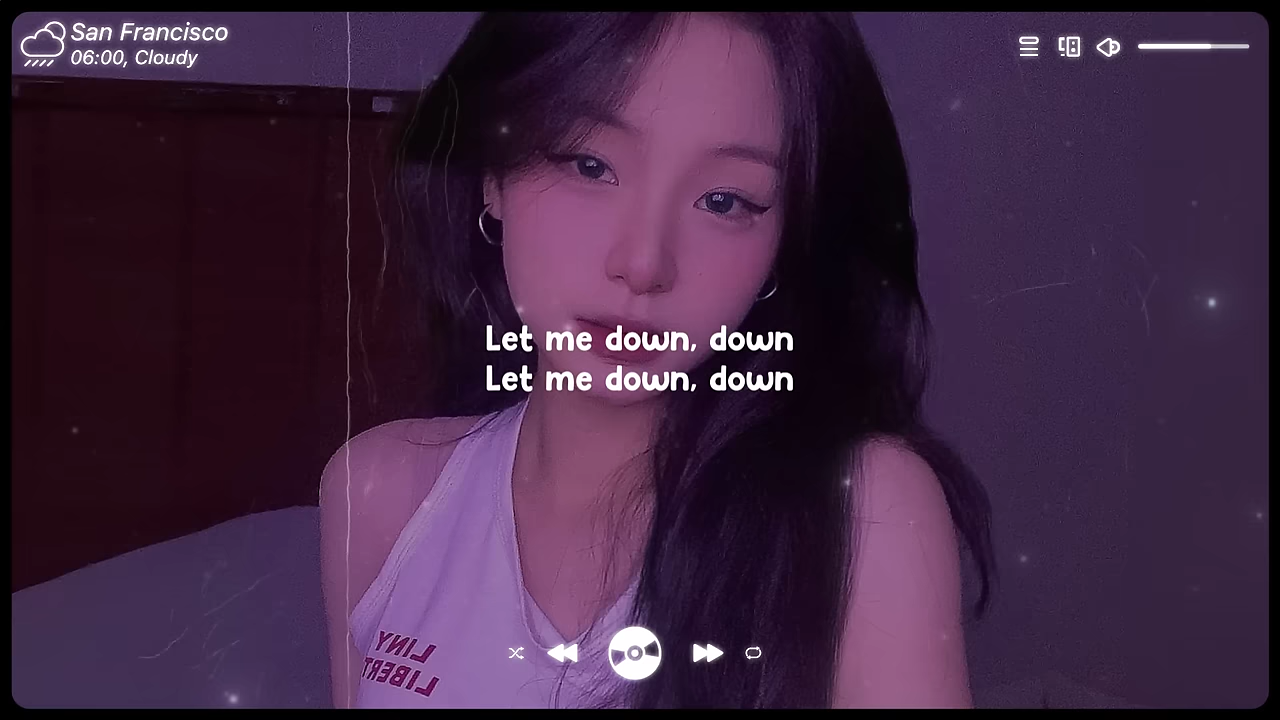 San Francisco
06:00, Cloudy
Let me down, down
Let me down, down
LINY
LIBERT